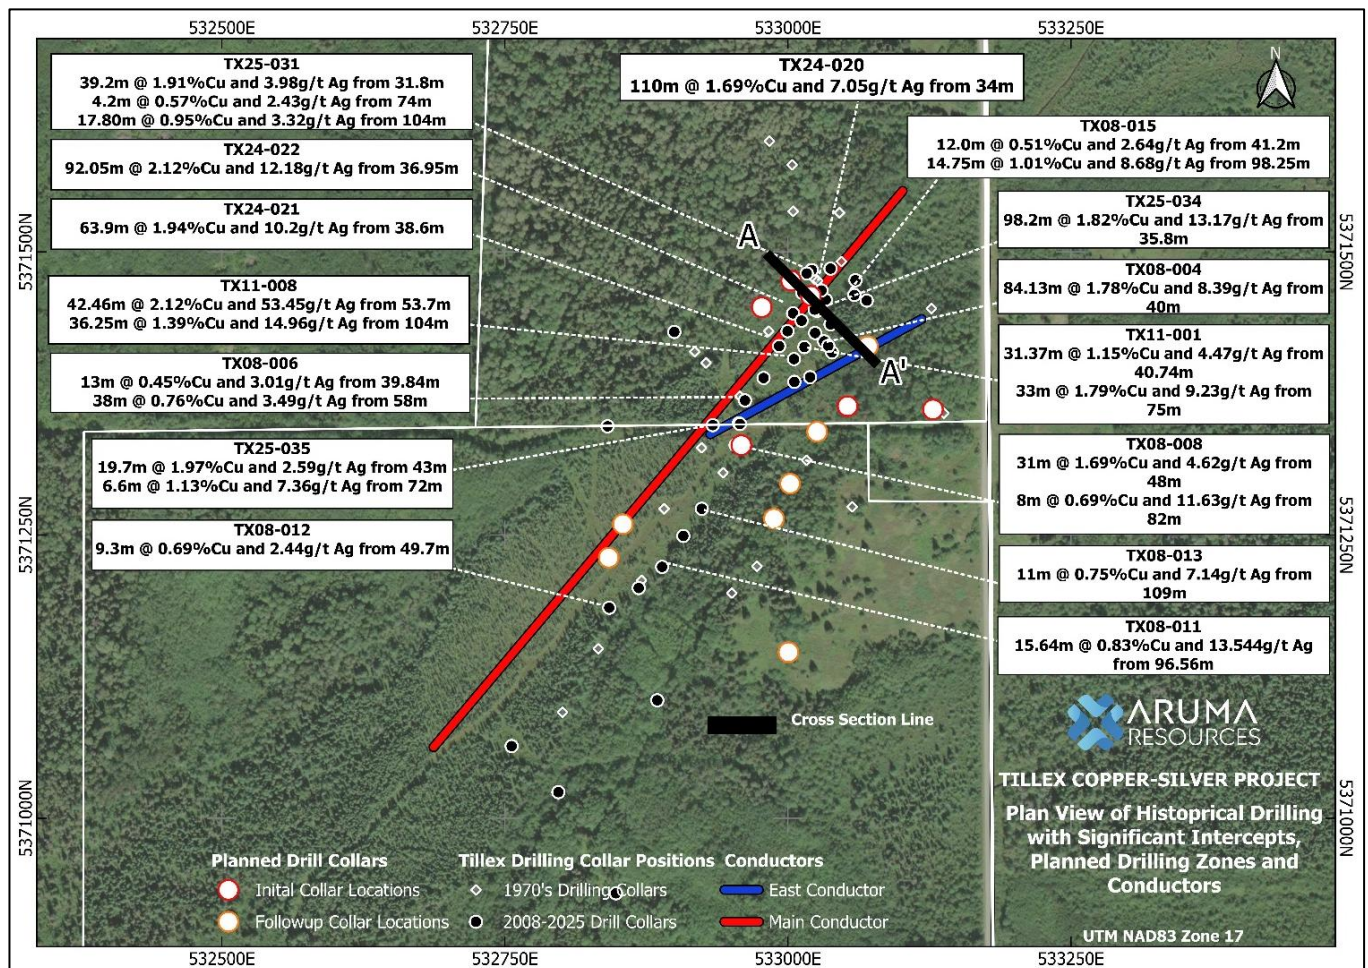 532500E
532750E
533000E
533250E
TX25-031
39.2m @ 1.91%Cu and 3.98g/t Ag from 31.8m
4.2m @ 0.57%Cu and 2.43g/t Ag from 74m
17.80m @ 0.95%Cu and 3.32g/t Ag from 104m
TX24-022
92.05m @ 2.12%Cu and 12.18g/t Ag from 36.95m
TX24-021
63.9m @ 1.94%Cu and 10.2g/t Ag from 38.6m
TX11-008
42.46m @ 2.12%Cu and 53.45g/t Ag from 53.7m
36.25m @ 1.39%Cu and 14.96g/t Ag from 104m
TX08-006
13m @ 0.45%Cu and 3.01g/t Ag from 39.84m
38m @ 0.76%Cu and 3.49g/t Ag from 58m
TX25-035
19.7m @ 1.97%Cu and 2.59g/t Ag from 43m
6.6m @ 1.13%Cu and 7.36g/t Ag from 72m
TX08-012
9.3m @ 0.69%Cu and 2.44g/t Ag from 49.7m
TX24-020
110m @ 1.69%Cu and 7.05g/t Ag from 34m
N
TX08-015
12.0m @ 0.51%Cu and 2.64g/t Ag from 41.2m
14.75m @ 1.01%Cu and 8.68g/t Ag from 98.25m
TX25-034
98.2m @ 1.82%Cu and 13.17g/t Ag from
35.8m
TX08-004
84.13m @ 1.78%Cu and 8.39g/t Ag from
40m
TX11-001
31.37m @ 1.15%Cu and 4.47g/t Ag from
40.74m
33m @ 1.79%Cu and 9.23g/t Ag from
75m
TX08-008
31m @ 1.69%Cu and 4.62g/t Ag from
48m
8m @ 0.69%Cu and 11.63g/t Ag from
82m
TX08-013
11m @ 0.75%Cu and 7.14g/t Ag from
109m
TX08-011
15.64m @ 0.83%Cu and 13.544g/t Ag
from 96.56m
A
A'
5371500N
5371250N
5371000N
5371500N
5371250N
5371000N
Cross Section Line
ARUMA
RESOURCES
TILLEX COPPER-SILVER PROJECT
Plan View of Histoprical Drilling
with Significant Intercepts,
Planned Drilling Zones and
Conductors
UTM NAD83 Zone 17
Planned Drill Collars
Inital Collar Locations
Followup Collar Locations
Tillex Drilling Collar Positions
1970's Drilling Collars
2008-2025 Drill Collars
Conductors
East Conductor
Main Conductor
532500E
532750E
533000E
533250E